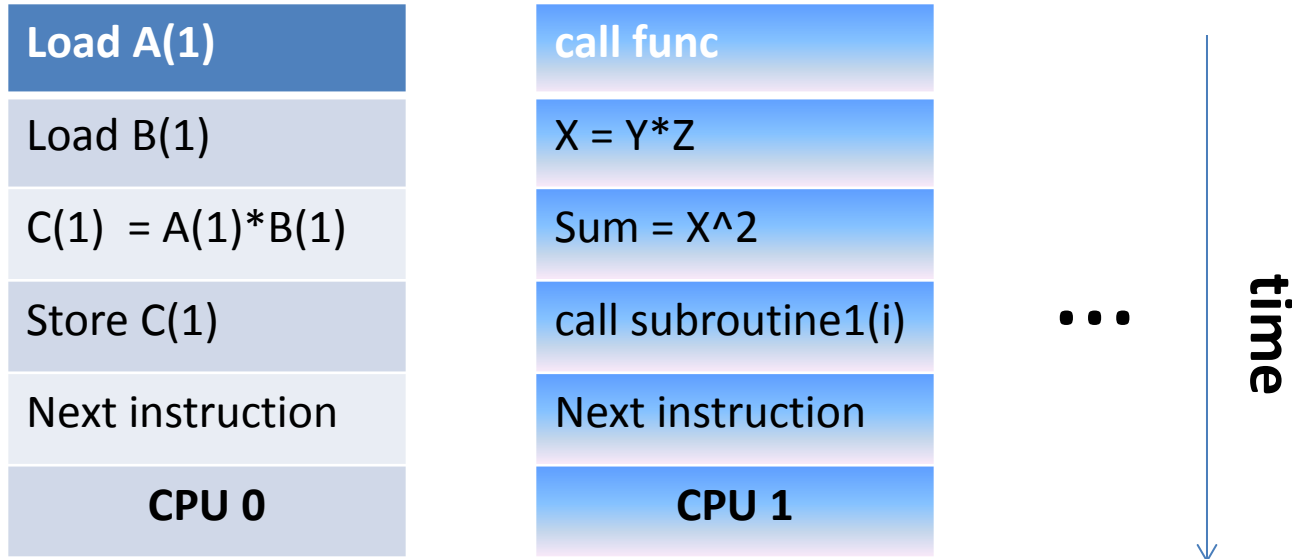 Load A(1)
Load B(1)
C(1)  = A(1)*B(1)
Store C(1)
Next instruction
CPU 0
call func
X = Y*Z
Sum = X^2
call subroutine1(i)
Next instruction
CPU 1
...
time